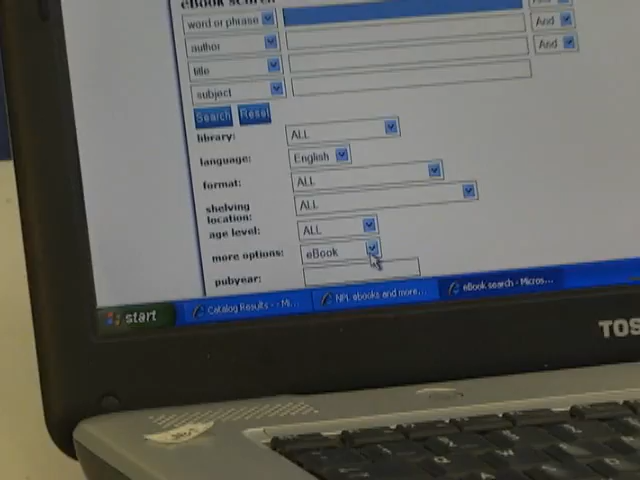 eBook search
word or phrase
And
author
And
title
And
subject
Search Reset
library: ALL
language: English
format: ALL
shelving
location: ALL
age level: ALL
more options: eBook
pubyear:
start Catalog Results - - Mi... NPL ebooks and more... eBook search - Micros...
TOS